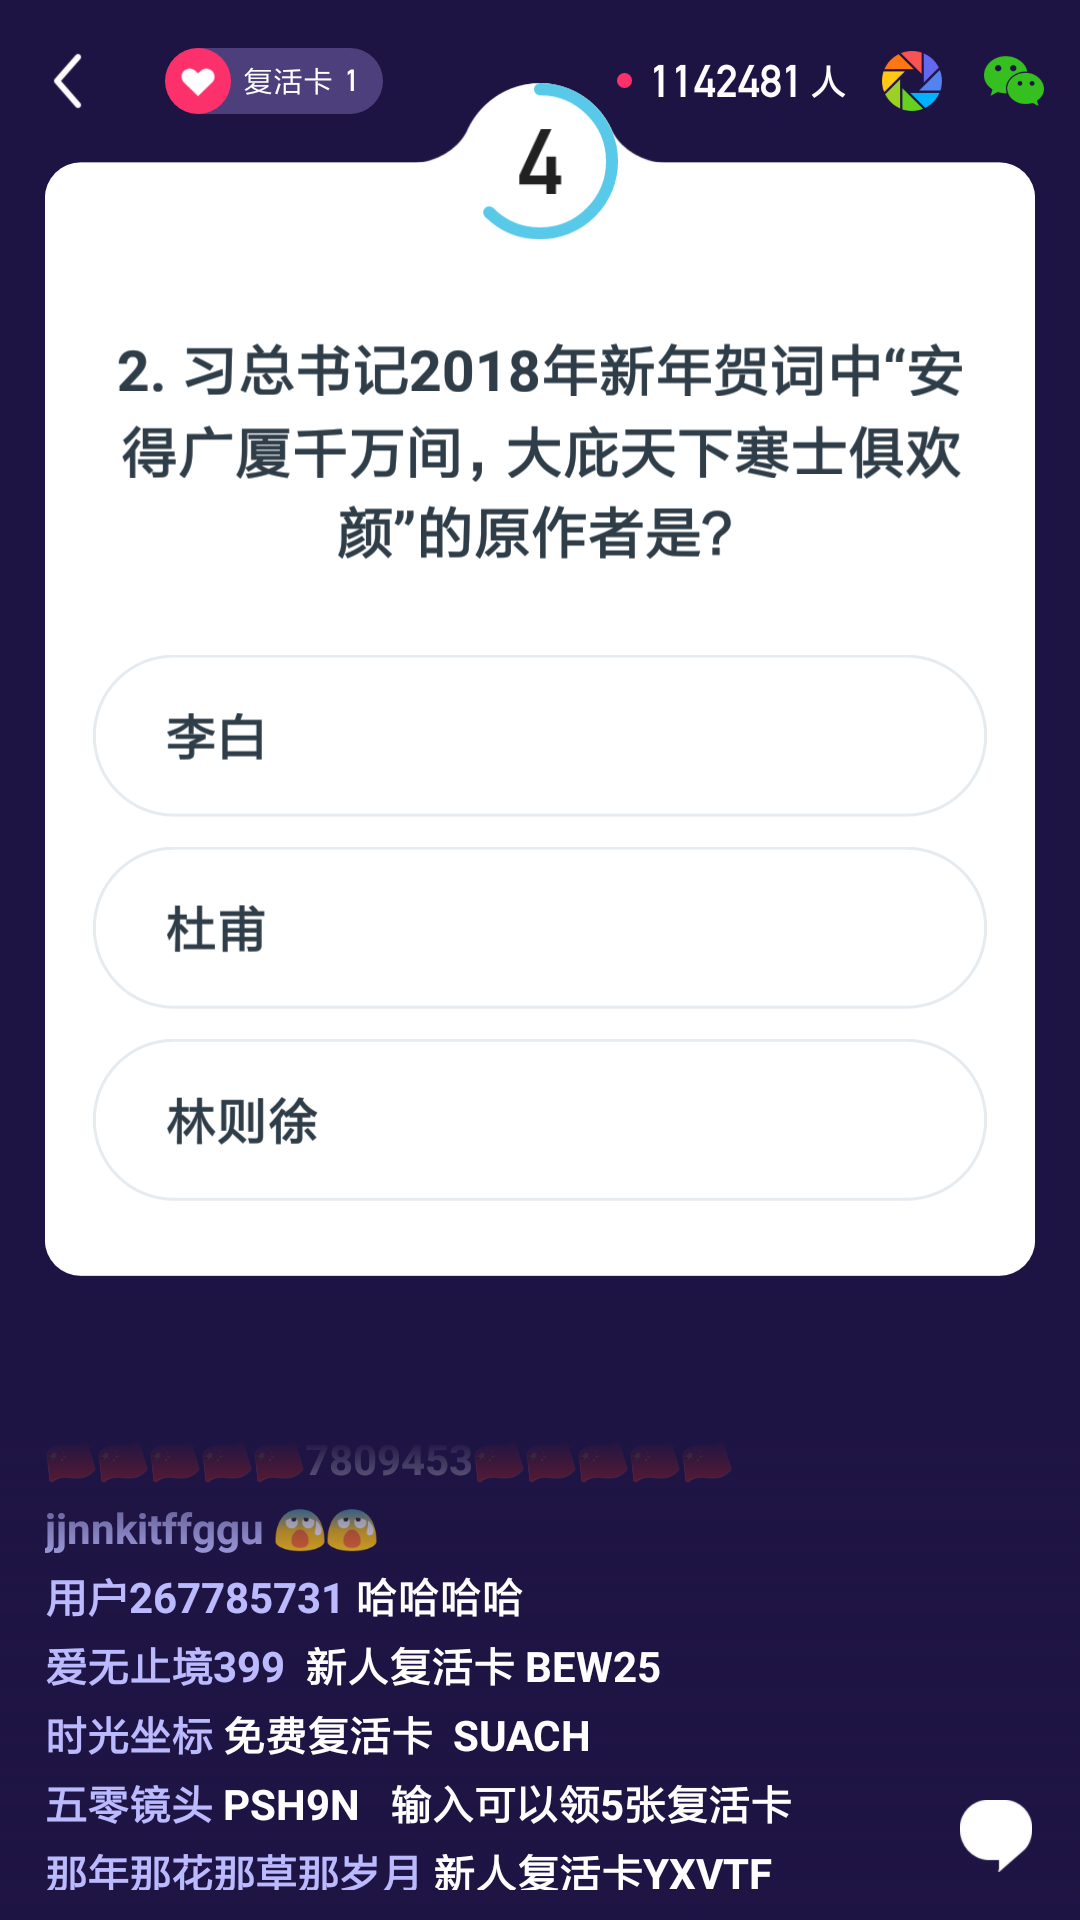 复活卡 1
1142481 人
4
2. 习总书记2018年新年贺词中“安
得广厦千万间, 大庇天下寒士俱欢
颜”的原作者是?
李白
杜甫
林则徐
🇨🇳🇨🇳🇨🇳🇨🇳🇨🇳7809453🇨🇳🇨🇳🇨🇳🇨🇳🇨🇳
jjnnkitffggu 😰😰
用户267785731 哈哈哈哈
爱无止境399 新人复活卡 BEW25
时光坐标 免费复活卡 SUACH
五零镜头 PSH9N 输入可以领5张复活卡
那年那花那草那岁月 新人复活卡YXVTF